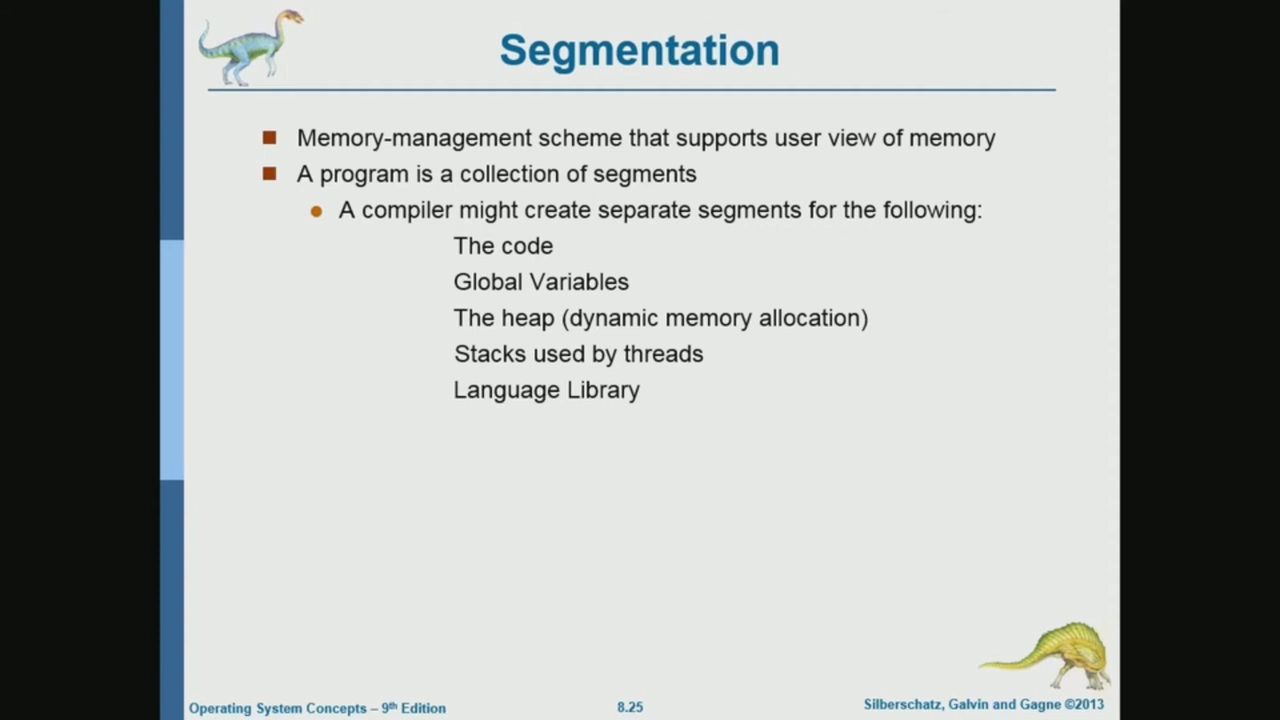 Segmentation
Memory-management scheme that supports user view of memory
A program is a collection of segments
A compiler might create separate segments for the following:
The code
Global Variables
The heap (dynamic memory allocation)
Stacks used by threads
Language Library
Operating System Concepts – 9th Edition
8.25
Silberschatz, Galvin and Gagne ©2013